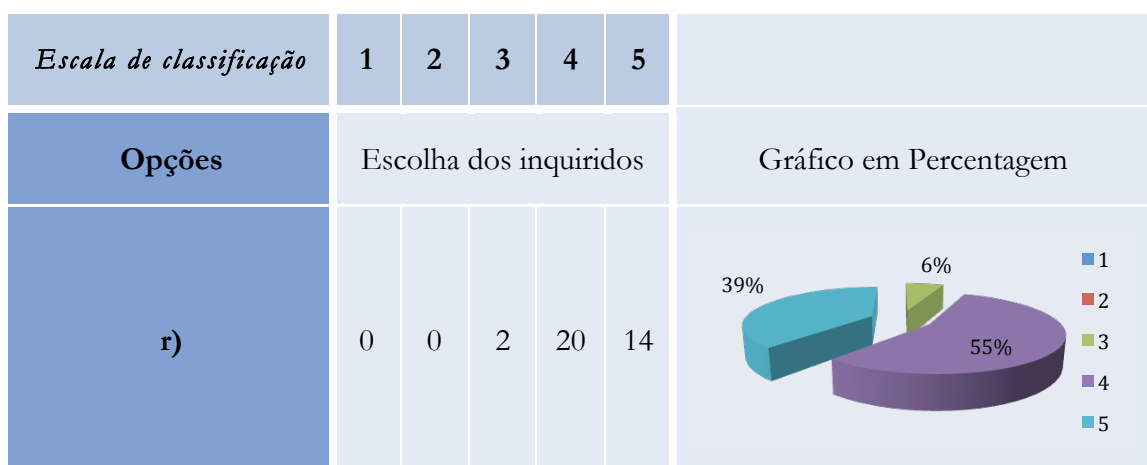 Escala de classificação 1 2 3 4 5
Opções Escolha dos inquiridos Gráfico em Percentagem
r) 0 0 2 20 14
39%
6%
55%
1
2
3
4
5